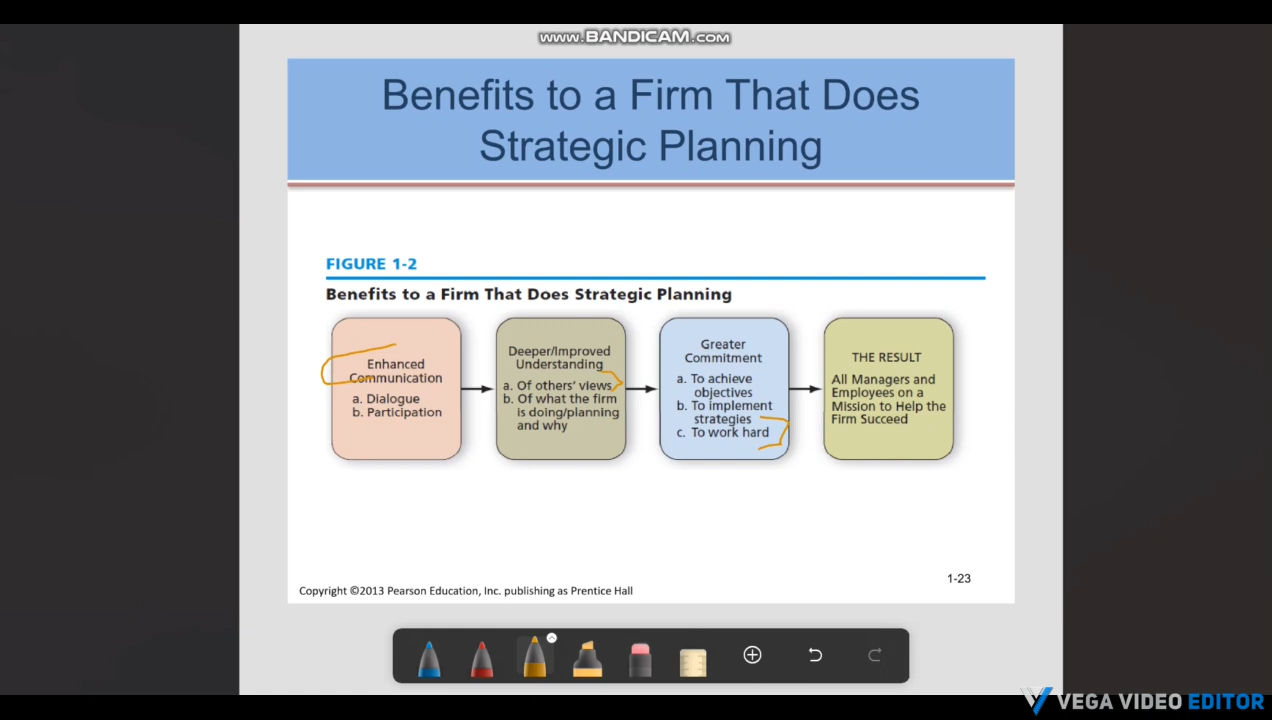 www.BANDICAM.com
Benefits to a Firm That Does
Strategic Planning
FIGURE 1-2
Benefits to a Firm That Does Strategic Planning
Enhanced
Communication
a. Dialogue
b. Participation
Deeper/Improved
Understanding
a. Of others' views
b. Of what the firm
is doing/planning
and why
Greater
Commitment
a. To achieve
objectives
b. To implement
strategies
c. To work hard
THE RESULT
All Managers and
Employees on a
Mission to Help the
Firm Succeed
1-23
Copyright ©2013 Pearson Education, Inc. publishing as Prentice Hall
VEGA VIDEO EDITOR